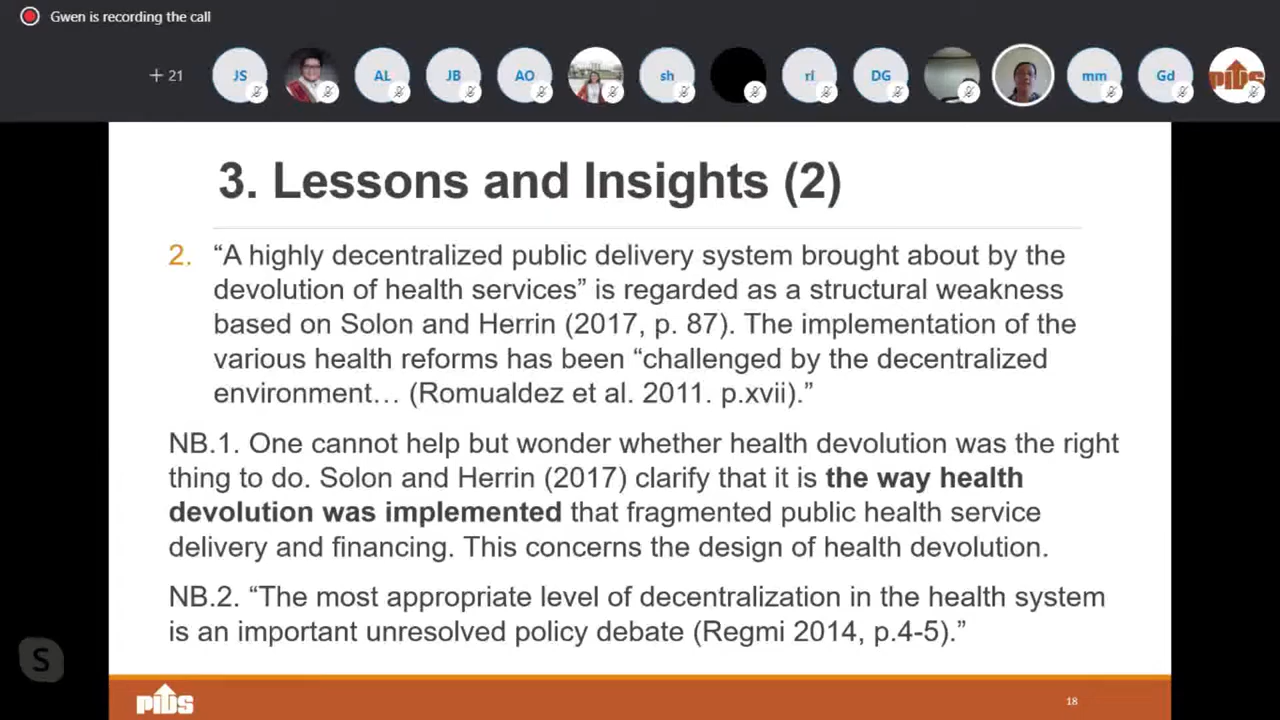 Gwen is recording the call
+ 21
JS
AL
JB
AO
sh
ri
DG
mm
Gd
PIDS
3. Lessons and Insights (2)
2. “A highly decentralized public delivery system brought about by the
devolution of health services” is regarded as a structural weakness
based on Solon and Herrin (2017, p. 87). The implementation of the
various health reforms has been “challenged by the decentralized
environment… (Romualdez et al. 2011. p.xvii).”
NB.1. One cannot help but wonder whether health devolution was the right
thing to do. Solon and Herrin (2017) clarify that it is the way health
devolution was implemented that fragmented public health service
delivery and financing. This concerns the design of health devolution.
NB.2. “The most appropriate level of decentralization in the health system
is an important unresolved policy debate (Regmi 2014, p.4-5).”
S
PIDS
18